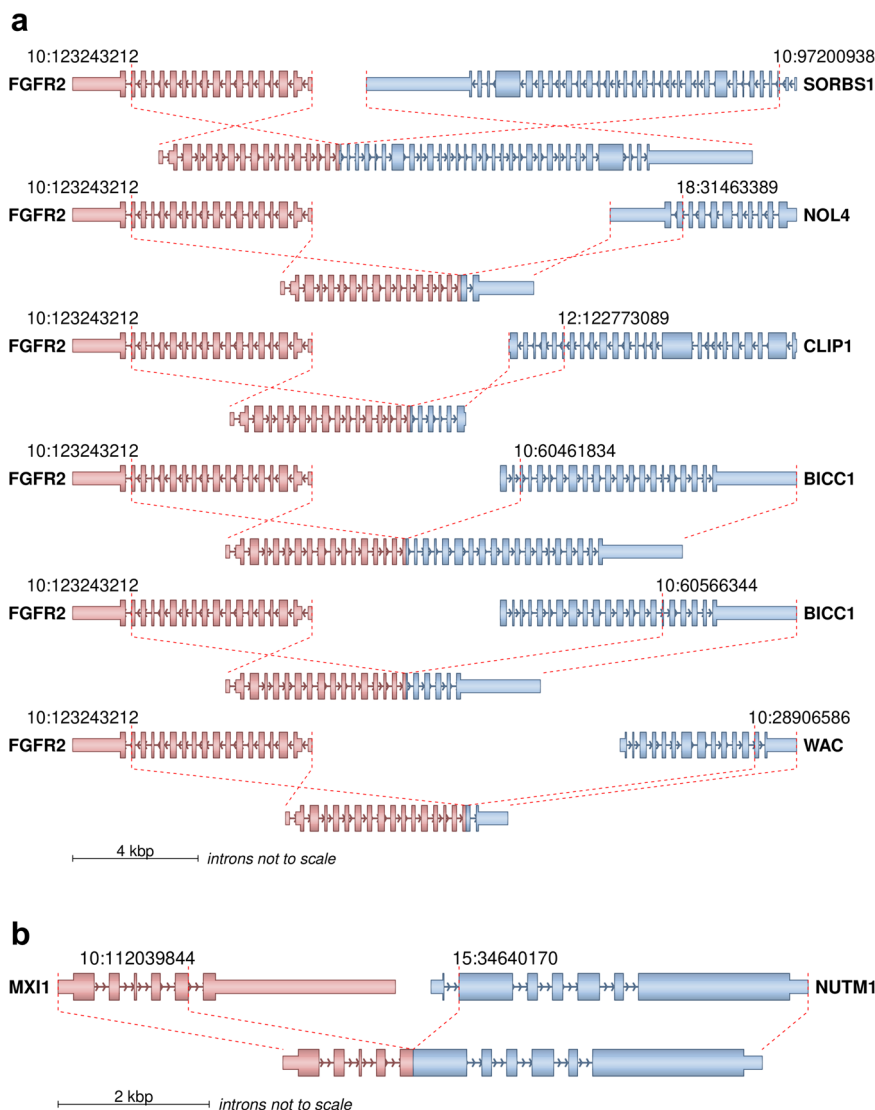 a
10:123243212 10:97200938
FGFR2 SORBS1
10:123243212 18:31463389
FGFR2 NOL4
10:123243212 12:122773089
FGFR2 CLIP1
10:123243212 10:60461834
FGFR2 BICC1
10:123243212 10:60566344
FGFR2 BICC1
10:123243212 10:28906586
FGFR2 WAC
4 kbp introns not to scale
b
10:112039844 15:34640170
MXI1 NUTM1
2 kbp introns not to scale